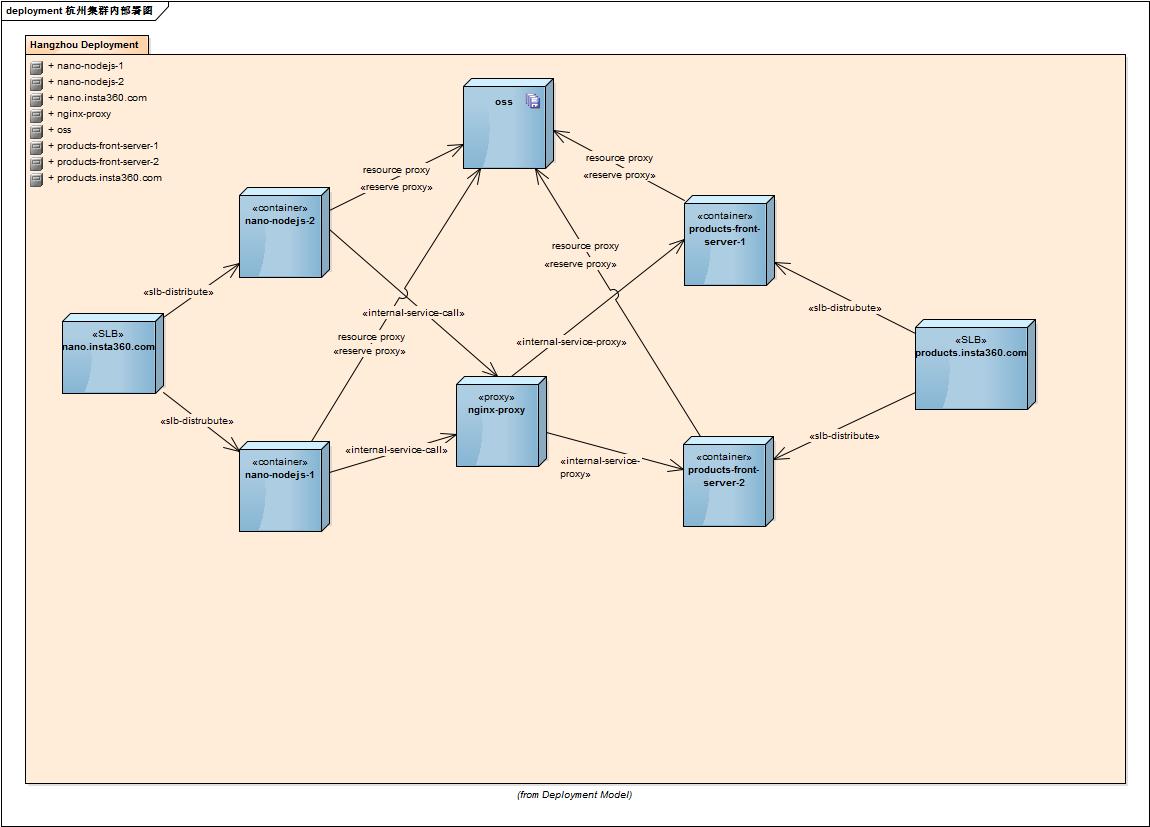 deployment 杭州集群内部署图
Hangzhou Deployment
+ nano-nodejs-1
+ nano-nodejs-2
+ nano.insta360.com
+ nginx-proxy
+ oss
+ products-front-server-1
+ products-front-server-2
+ products.insta360.com
oss
resource proxy
«reserve proxy»
resource proxy
«reserve proxy»
«container»
nano-nodejs-2
«container»
products-front-
server-1
resource proxy
«reserve proxy»
«slb-distribute»
«internal-service-call»
«slb-distrubute»
«SLB»
nano.insta360.com
resource proxy
«reserve proxy»
«internal-service-proxy»
«SLB»
products.insta360.com
«proxy»
nginx-proxy
«slb-distrubute»
«slb-distribute»
«container»
nano-nodejs-1
«internal-service-call»
«internal-service-
proxy»
«container»
products-front-
server-2
(from Deployment Model)